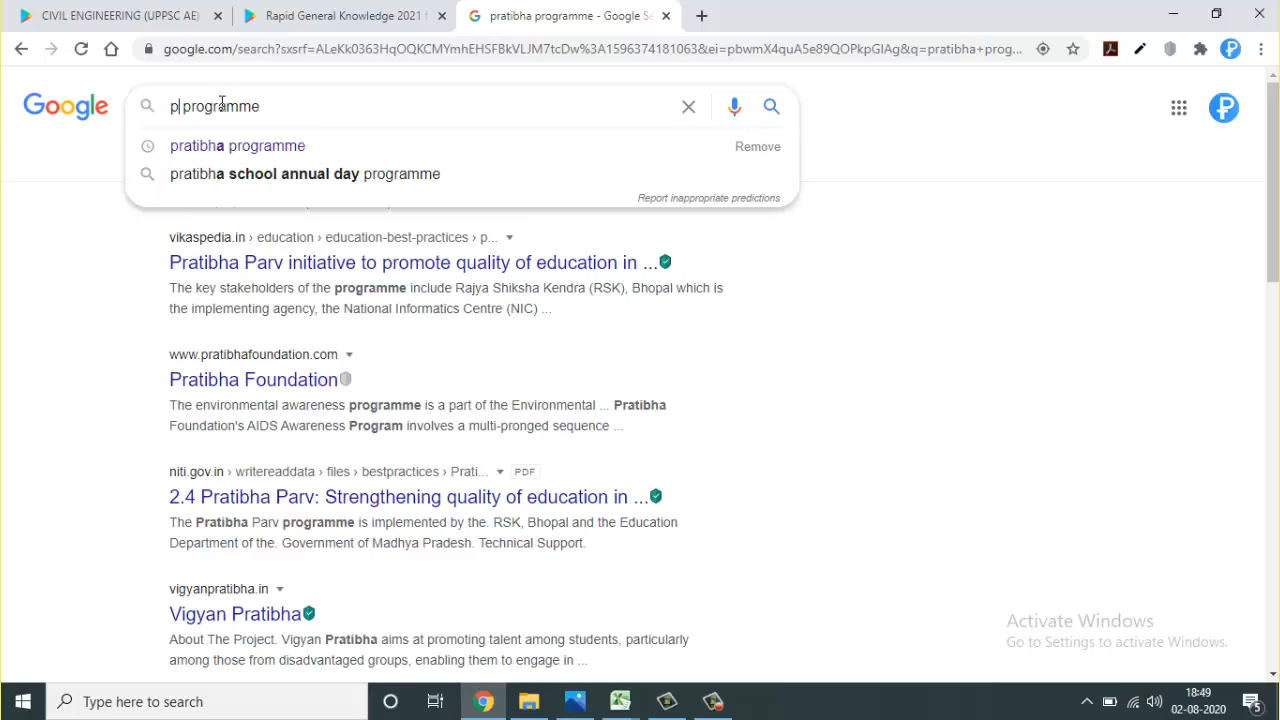 CIVIL ENGINEERING (UPPSC AE)
Rapid General Knowledge 2021 f
pratibha programme - Google Se
google.com/search?sxsrf=ALeKk0363HqOQKCMYmhEHSFBkVLJM7tcDw%3A1596374181063&ei=pbwmX4quA5e89QOPkpGIAg&q=pratibha+prog...
Google
p programme
pratibha programme
Remove
pratibha school annual day programme
Report inappropriate predictions
vikaspedia.in › education › education-best-practices › p...
Pratibha Parv initiative to promote quality of education in ...
The key stakeholders of the programme include Rajya Shiksha Kendra (RSK), Bhopal which is
the implementing agency, the National Informatics Centre (NIC) ...
www.pratibhafoundation.com
Pratibha Foundation
The environmental awareness programme is a part of the Environmental ... Pratibha
Foundation's AIDS Awareness Program involves a multi-pronged sequence ...
niti.gov.in › writereaddata › files › bestpractices › Prati...
PDF
2.4 Pratibha Parv: Strengthening quality of education in ...
The Pratibha Parv programme is implemented by the. RSK, Bhopal and the Education
Department of the. Government of Madhya Pradesh. Technical Support.
vigyanpratibha.in
Vigyan Pratibha
About The Project. Vigyan Pratibha aims at promoting talent among students, particularly
among those from disadvantaged groups, enabling them to engage in ...
Activate Windows
Go to Settings to activate Windows.
Type here to search
18:49
02-08-2020
5